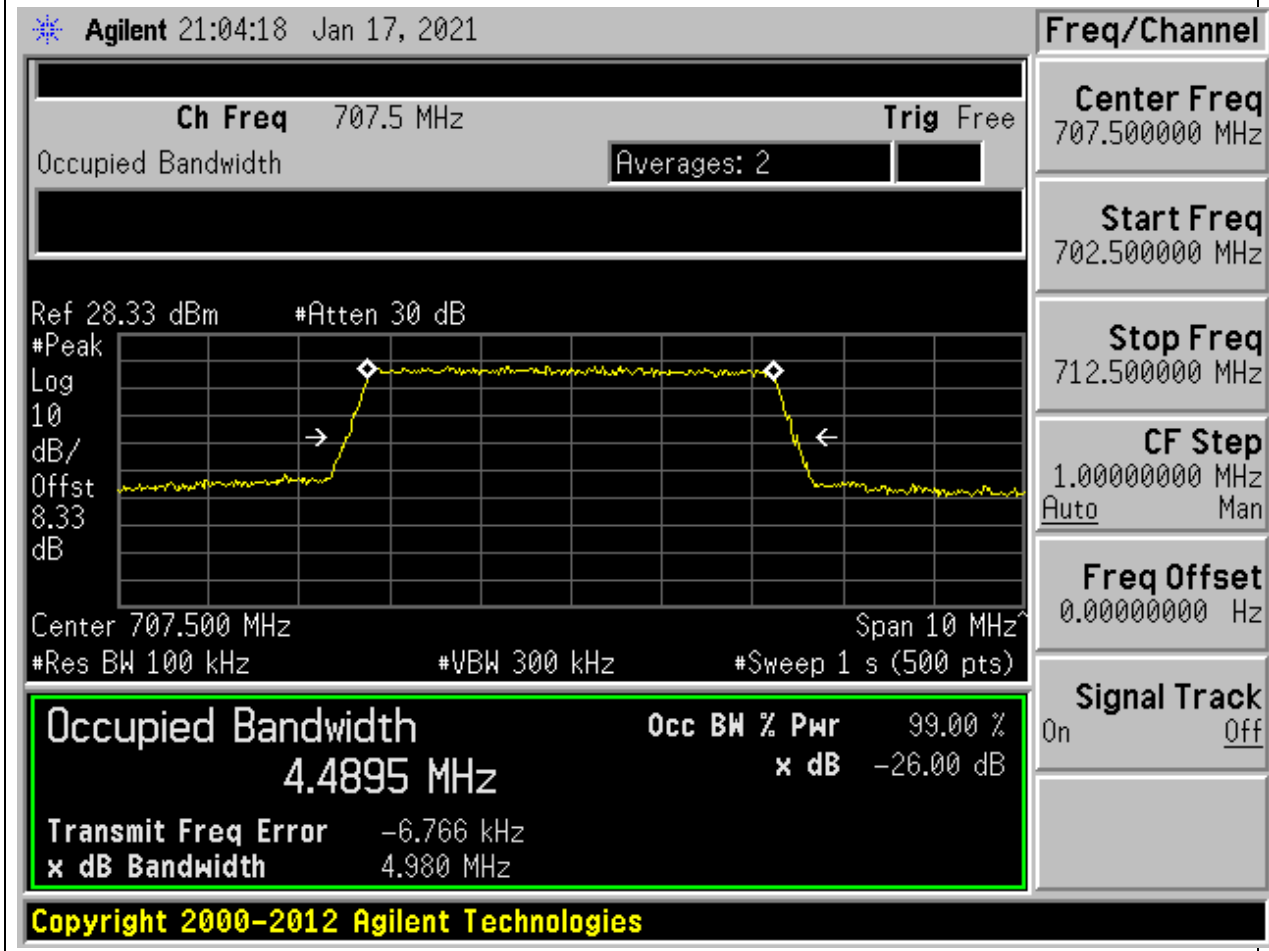 Agilent 21:04:18 Jan 17, 2021
Freq/Channel
Ch Freq 707.5 MHz Trig Free
Occupied Bandwidth Averages: 2
Center Freq
707.500000 MHz
Start Freq
702.500000 MHz
Stop Freq
712.500000 MHz
CF Step
1.00000000 MHz
Auto Man
Freq Offset
0.00000000 Hz
Signal Track
On Off
Ref 28.33 dBm #Atten 30 dB
#Peak
Log
10
dB/
Offst
8.33
dB
Center 707.500 MHz Span 10 MHz^
#Res BW 100 kHz #VBW 300 kHz #Sweep 1 s (500 pts)
Occupied Bandwidth Occ BW % Pwr 99.00 %
4.4895 MHz x dB -26.00 dB
Transmit Freq Error -6.766 kHz
x dB Bandwidth 4.980 MHz
Copyright 2000-2012 Agilent Technologies